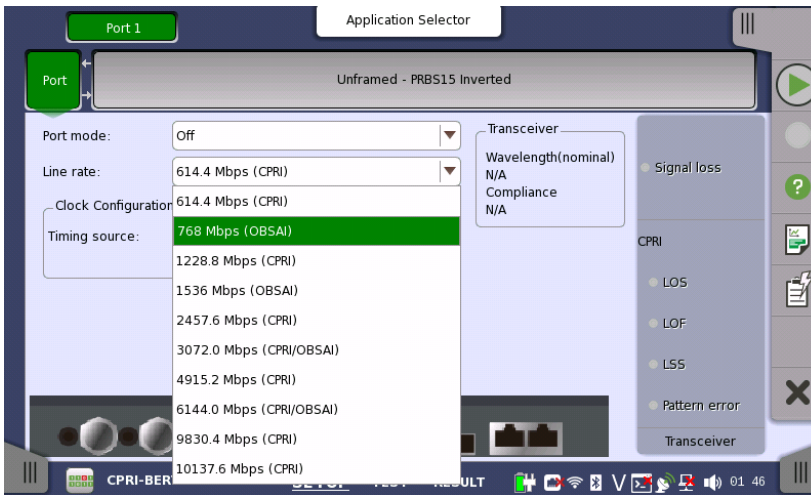 Port 1
Application Selector
Port
Unframed - PRBS15 Inverted
Port mode:
Off
Line rate:
614.4 Mbps (CPRI)
Clock Configuration
Timing source:
614.4 Mbps (CPRI)
768 Mbps (OBSAI)
1228.8 Mbps (CPRI)
1536 Mbps (OBSAI)
2457.6 Mbps (CPRI)
3072.0 Mbps (CPRI/OBSAI)
4915.2 Mbps (CPRI)
6144.0 Mbps (CPRI/OBSAI)
9830.4 Mbps (CPRI)
10137.6 Mbps (CPRI)
Transceiver
Wavelength(nominal)
N/A
Compliance
N/A
Signal loss
CPRI
LOS
LOF
LSS
Pattern error
Transceiver
CPRI-BER
V
01 46